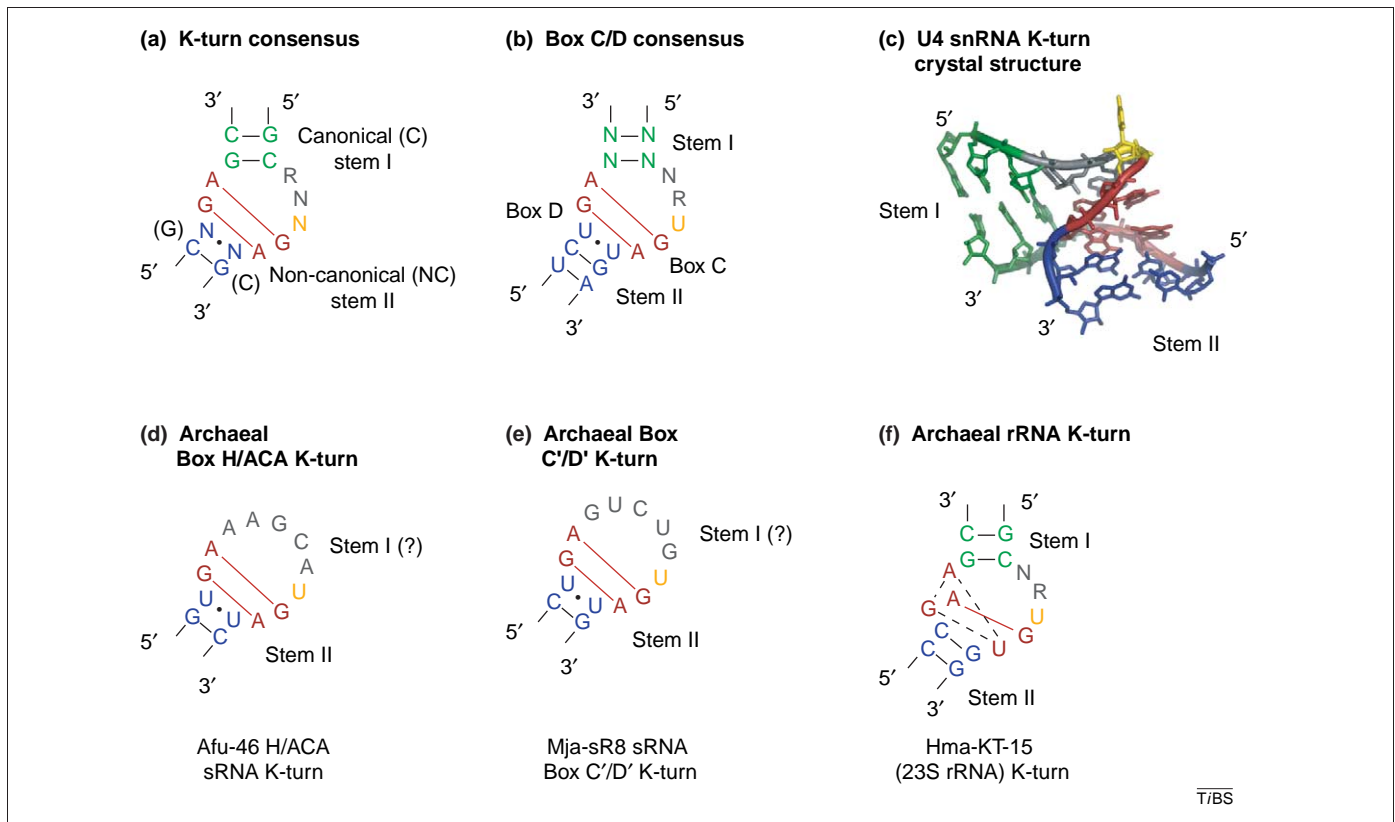 (a) K-turn consensus
3′ 5′
C G
Canonical (C)
G C
stem I
R
A
N
G
N
(G)
N
G
C
N
A
5′
G
(C)
Non-canonical (NC)
stem II
3′
(b) Box C/D consensus
3′ 5′
N N
Stem I
N N
N
A
R
Box D
G
U
U
G
C
U
A
Box C
U
G
5′
A
Stem II
3′
(c) U4 snRNA K-turn
crystal structure
5′
Stem I
5′
3′
3′
Stem II
(d) Archaeal
Box H/ACA K-turn
A A G
C
A
Stem I (?)
A
G
U
U
G
G
U
A
5′
C
Stem II
3′
Afu-46 H/ACA
sRNA K-turn
(e) Archaeal Box
C'/D' K-turn
G U C
U
A
Stem I (?)
G
G
U
U
G
C
U
A
5′
G
Stem II
3′
Mja-sR8 sRNA
Box C′/D′ K-turn
(f) Archaeal rRNA K-turn
3′ 5′
C G
Stem I
G C
N
A
R
A
G
U
C
G
C
G
U
5′
G
Stem II
3′
Hma-KT-15
(23S rRNA) K-turn
TiBS